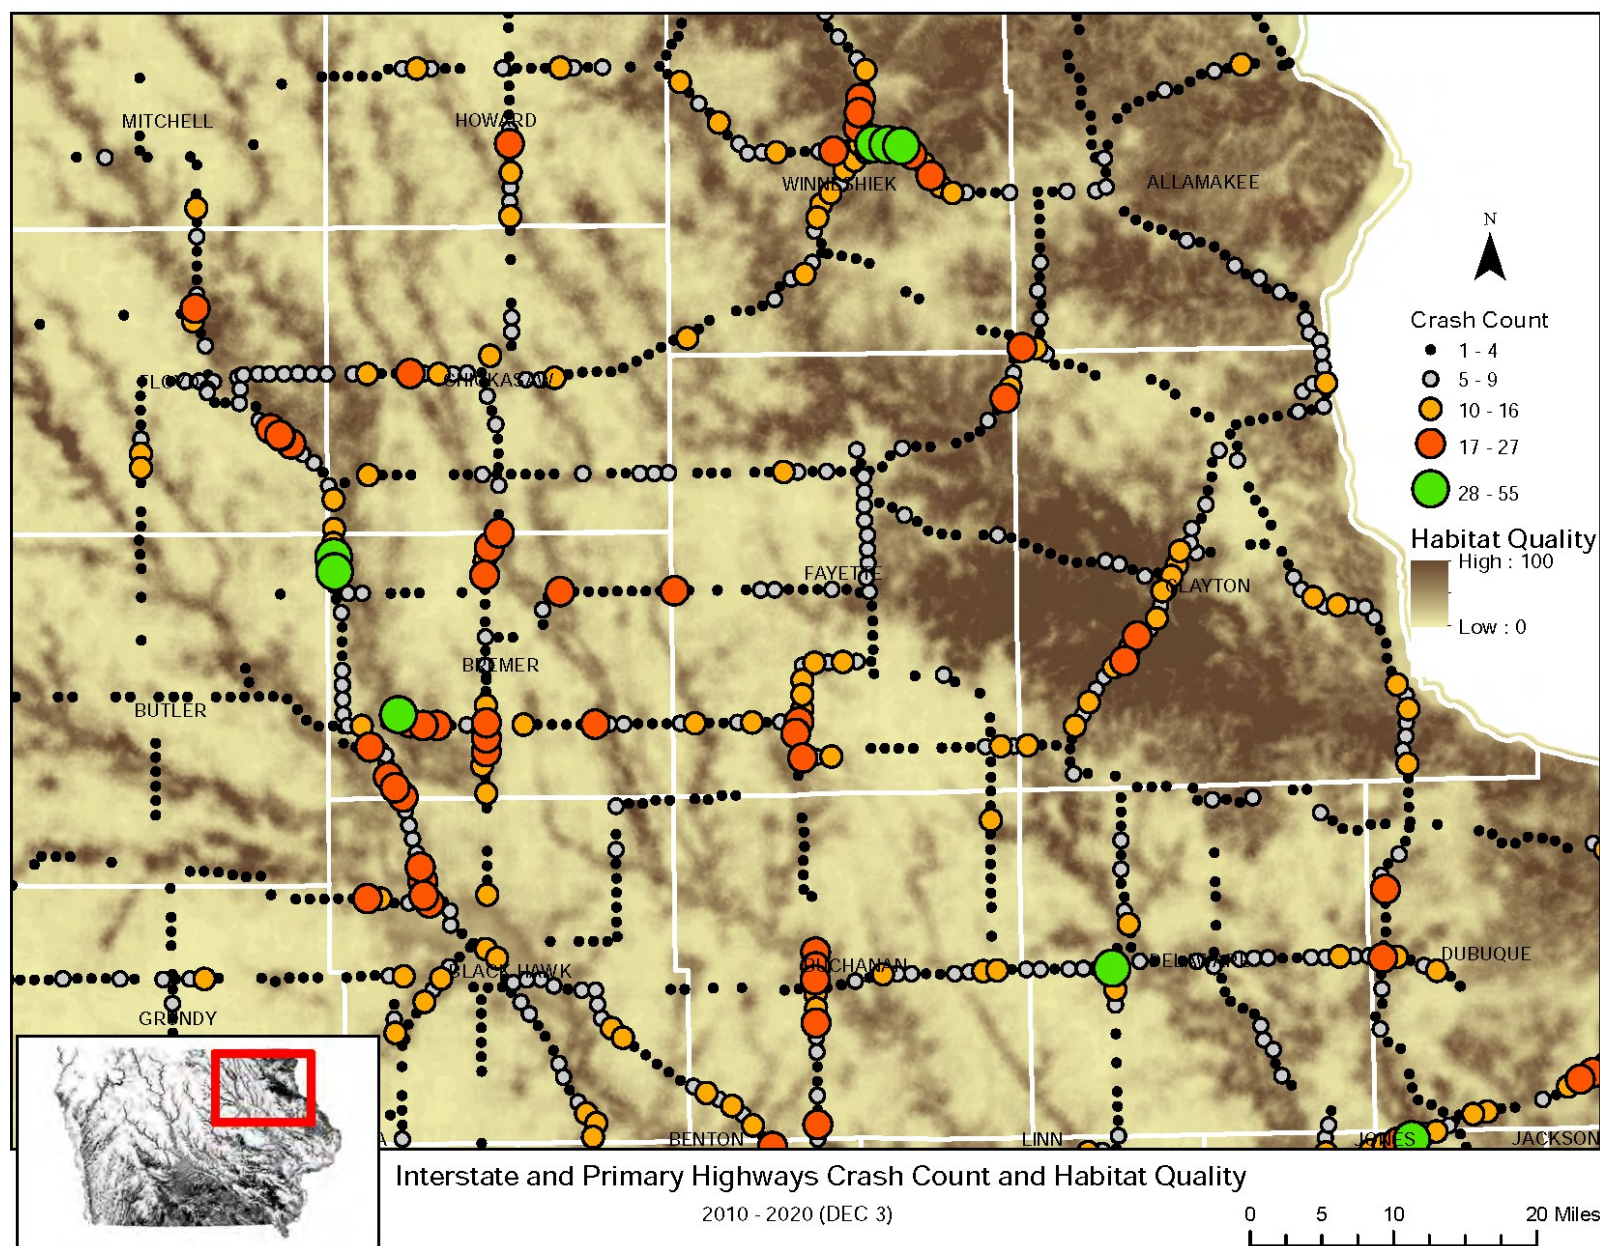 MITCHELL
HOWARD
WINNESHIEK
ALLAMAKEE
N
Crash Count
1 - 4
5 - 9
10 - 16
17 - 27
28 - 55
Habitat Quality
High : 100
Low : 0
FLOYD
CHICKASAW
FAYETTE
CLAYTON
BREMER
BUTLER
BLACK HAWK
BUCHANAN
DELAWARE
DUBUQUE
GRUNDY
A
BENTON
LINN
JONES
JACKSON
Interstate and Primary Highways Crash Count and Habitat Quality
2010 - 2020 (DEC 3)
0 5 10 20 Miles